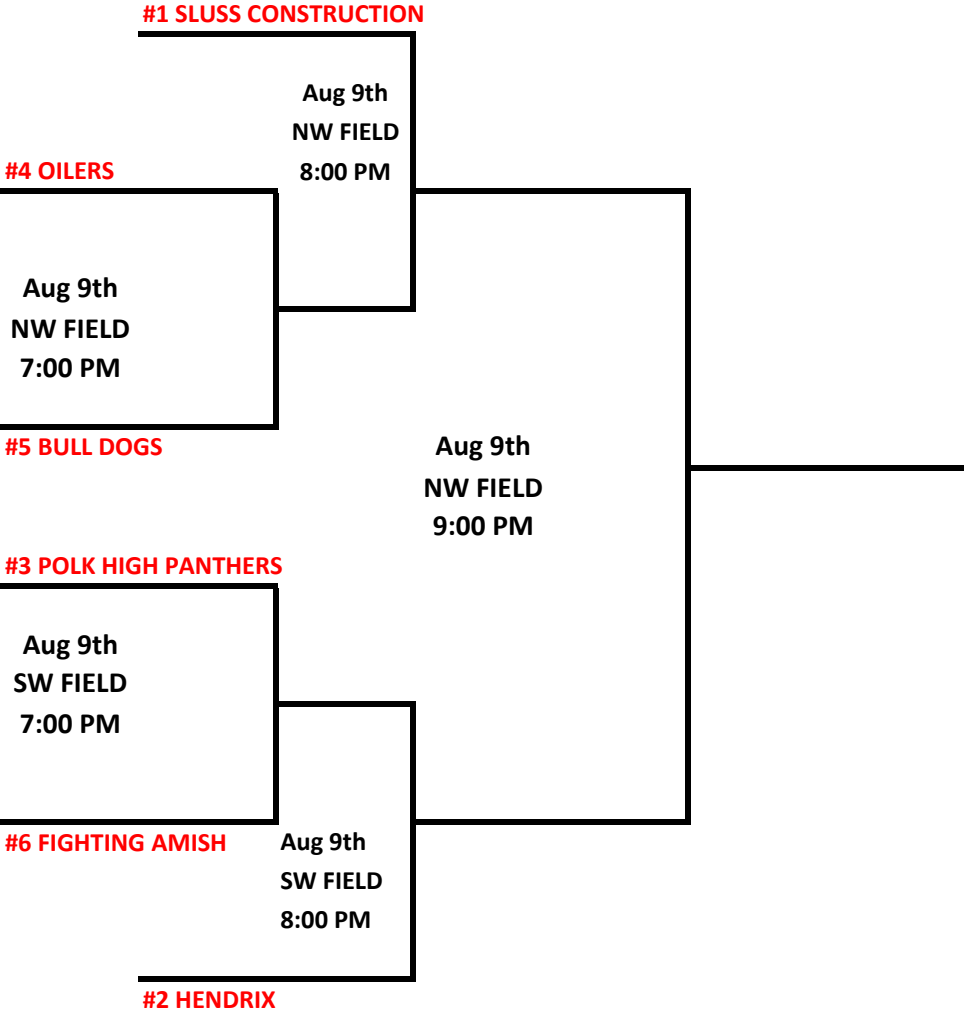 #1 SLUSS CONSTRUCTION
Aug 9th
NW FIELD
8:00 PM
#4 OILERS
Aug 9th
NW FIELD
7:00 PM
#5 BULL DOGS
Aug 9th
NW FIELD
9:00 PM
#3 POLK HIGH PANTHERS
Aug 9th
SW FIELD
7:00 PM
#6 FIGHTING AMISH
Aug 9th
SW FIELD
8:00 PM
#2 HENDRIX